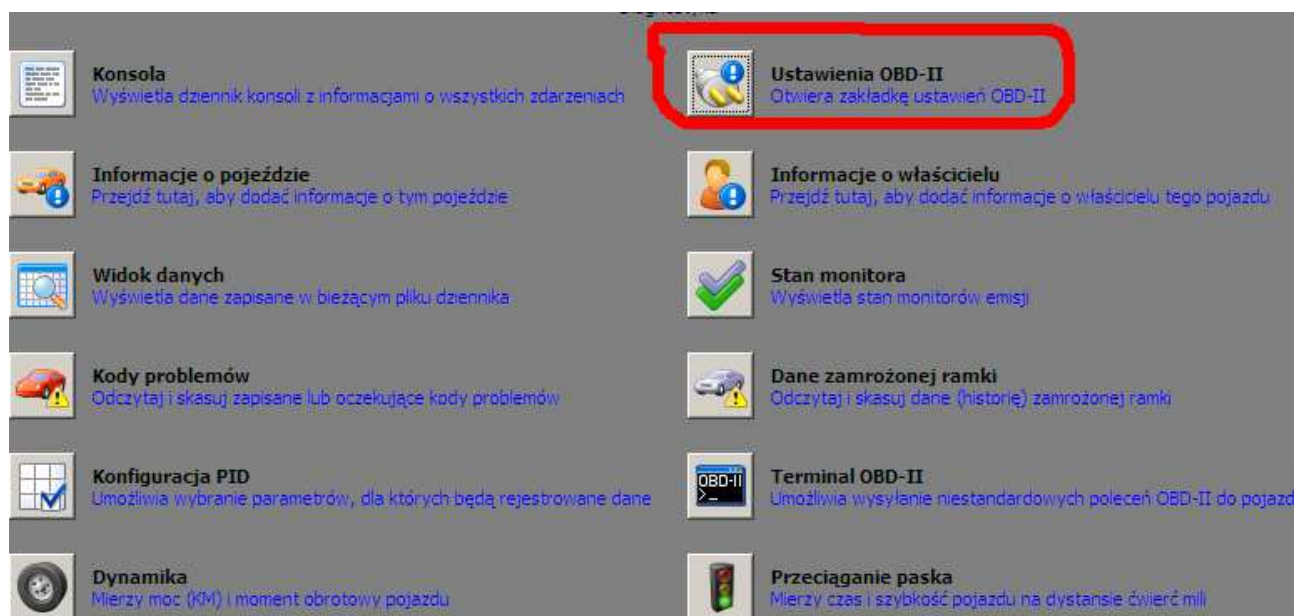 Konsola
Wyświetla dziennik konsoli z informacjami o wszystkich zdarzeniach
Ustawienia OBD-II
Otwiera zakładkę ustawień OBD-II
Informacje o pojeździe
Przejdź tutaj, aby dodać informacje o tym pojeździe
Informacje o właścicielu
Przejdź tutaj, aby dodać informacje o właścicielu tego pojazdu
Widok danych
Wyświetla dane zapisane w bieżącym pliku dziennika
Stan monitora
Wyświetla stan monitorów emisji
Kody problemów
Odczytaj i skasuj zapisane lub oczekujące kody problemów
Dane zamrożonej ramki
Odczytaj i skasuj dane (historię) zamrożonej ramki
Konfiguracja PID
Umożliwia wybranie parametrów, dla których będą rejestrowane dane
OBD-II
>_
Terminal OBD-II
Umożliwia wysyłanie niestandardowych poleceń OBD-II do pojazd
Dynamika
Mierzy moc (KM) i moment obrotowy pojazdu
Przeciąganie paska
Mierzy czas i szybkość pojazdu na dystansie ćwierć mili